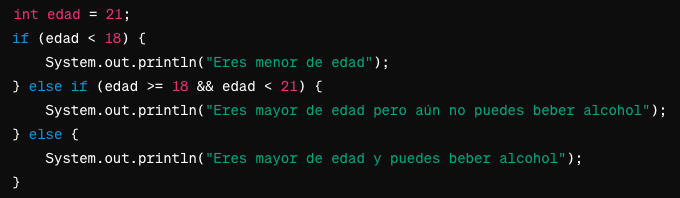 int edad = 21;
if (edad < 18) {
    System.out.println("Eres menor de edad");
} else if (edad >= 18 && edad < 21) {
    System.out.println("Eres mayor de edad pero aún no puedes beber alcohol");
} else {
    System.out.println("Eres mayor de edad y puedes beber alcohol");
}